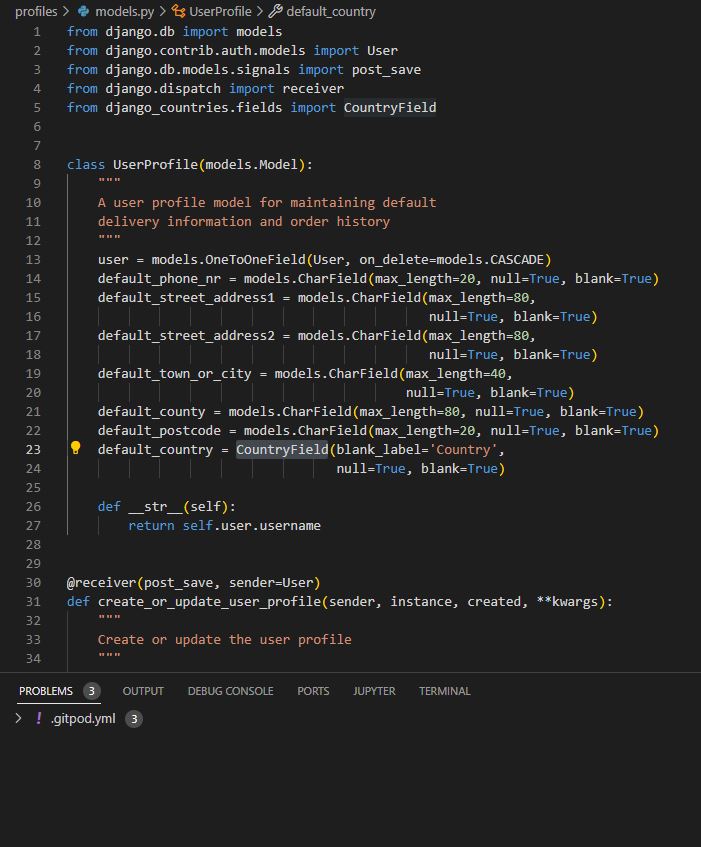 profiles > models.py > UserProfile > default_country
1 from django.db import models
2 from django.contrib.auth.models import User
3 from django.db.models.signals import post_save
4 from django.dispatch import receiver
5 from django_countries.fields import CountryField
6
7
8 class UserProfile(models.Model):
9     """
10     A user profile model for maintaining default
11     delivery information and order history
12     """
13     user = models.OneToOneField(User, on_delete=models.CASCADE)
14     default_phone_nr = models.CharField(max_length=20, null=True, blank=True)
15     default_street_address1 = models.CharField(max_length=80,
16                                                null=True, blank=True)
17     default_street_address2 = models.CharField(max_length=80,
18                                                null=True, blank=True)
19     default_town_or_city = models.CharField(max_length=40,
20                                             null=True, blank=True)
21     default_county = models.CharField(max_length=80, null=True, blank=True)
22     default_postcode = models.CharField(max_length=20, null=True, blank=True)
23     default_country = CountryField(blank_label='Country',
24                                    null=True, blank=True)
25
26     def __str__(self):
27         return self.user.username
28
29
30 @receiver(post_save, sender=User)
31 def create_or_update_user_profile(sender, instance, created, **kwargs):
32     """
33     Create or update the user profile
34     """
PROBLEMS 3 OUTPUT DEBUG CONSOLE PORTS JUPYTER TERMINAL
> ! .gitpod.yml 3